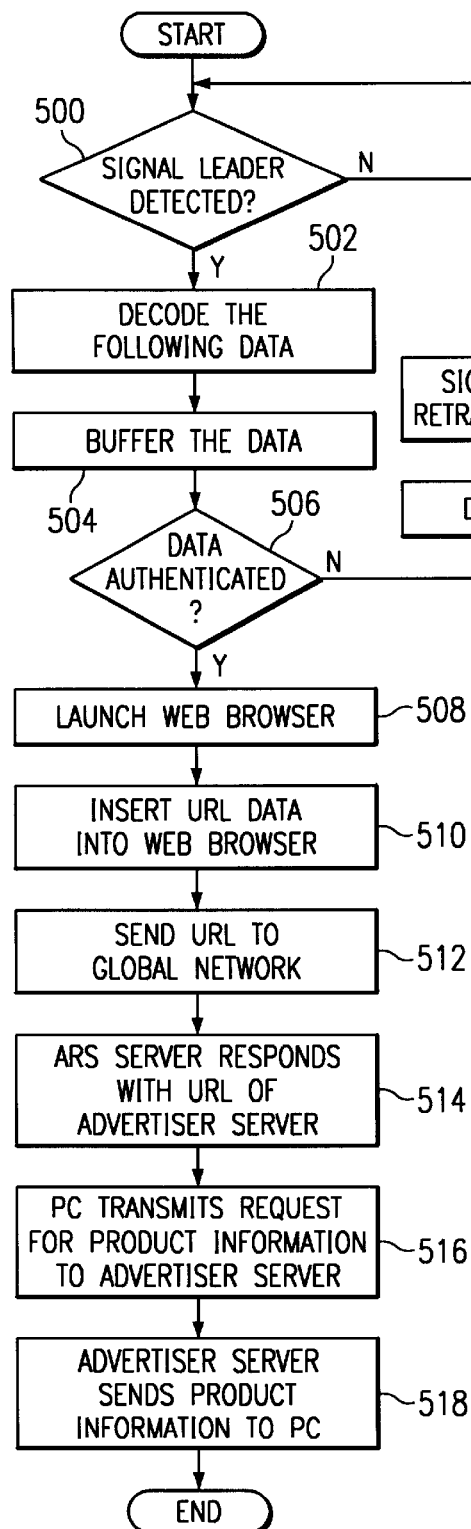 START
500
SIGNAL LEADER
DETECTED?
N
Y
502
DECODE THE
FOLLOWING DATA
BUFFER THE DATA
504
506
DATA
AUTHENTICATED
?
N
Y
LAUNCH WEB BROWSER
508
INSERT URL DATA
INTO WEB BROWSER
510
SEND URL TO
GLOBAL NETWORK
512
ARS SERVER RESPONDS
WITH URL OF
ADVERTISER SERVER
514
PC TRANSMITS REQUEST
FOR PRODUCT INFORMATION
TO ADVERTISER SERVER
516
ADVERTISER SERVER
SENDS PRODUCT
INFORMATION TO PC
518
END